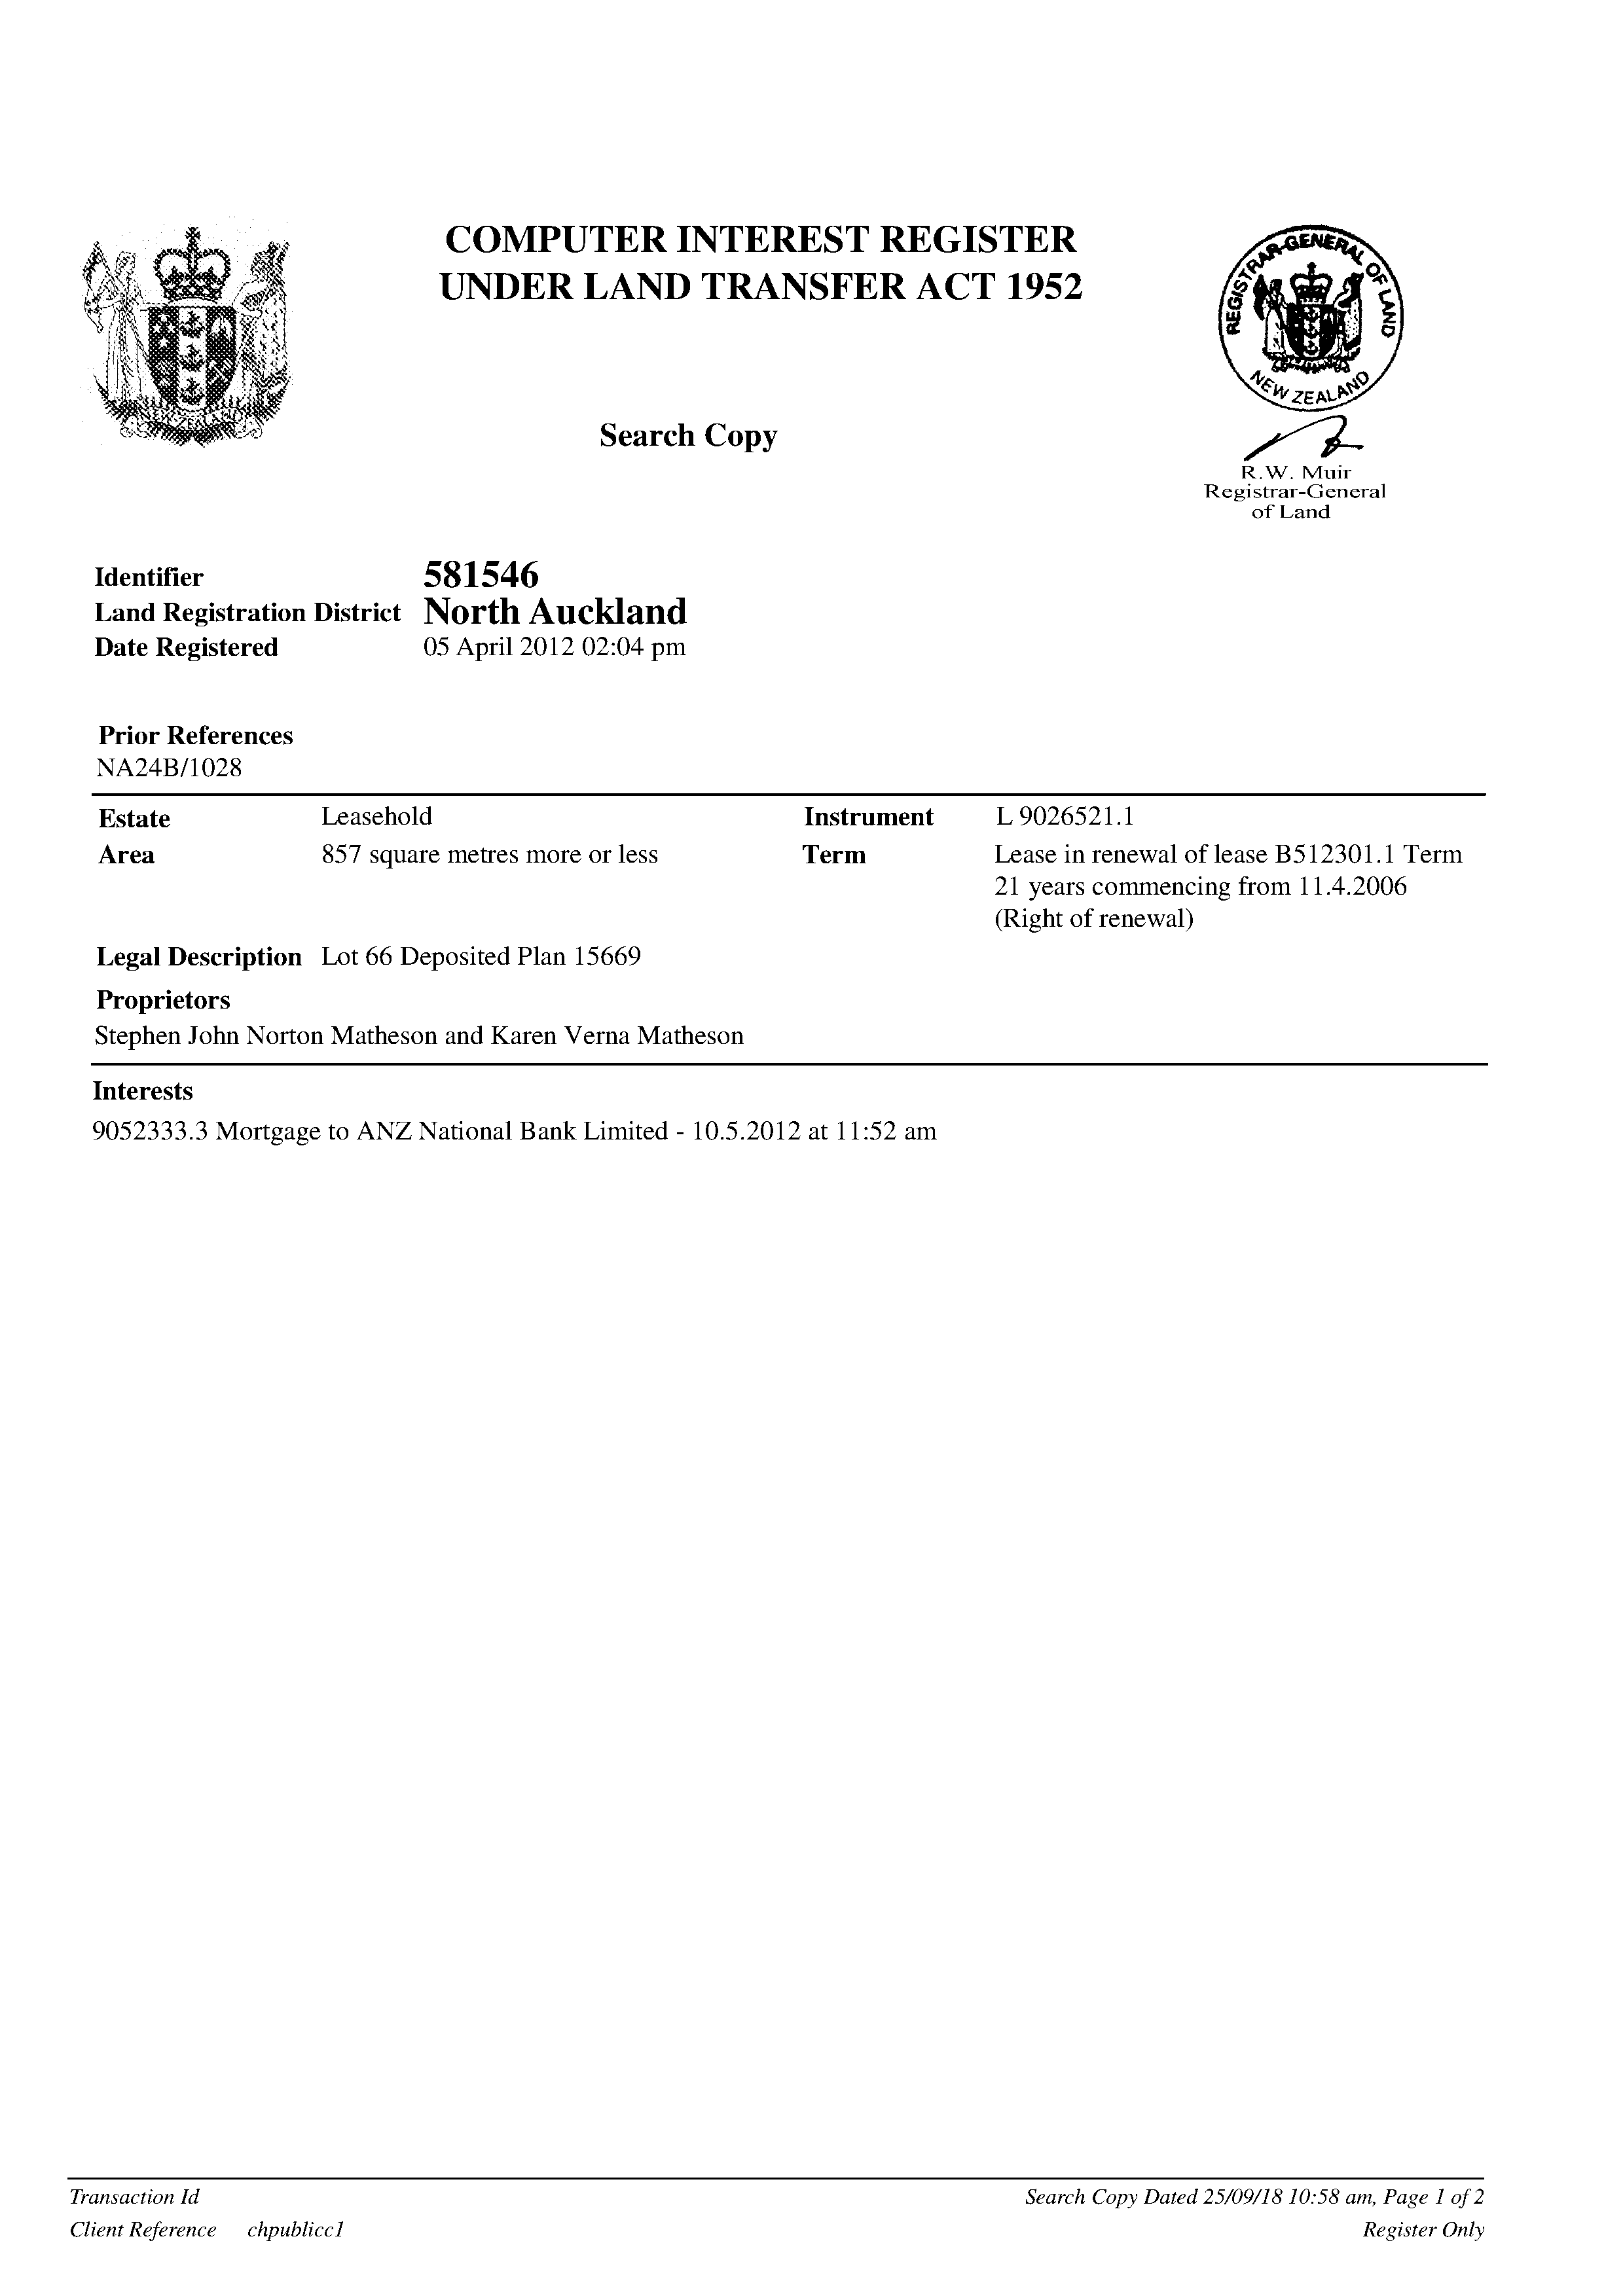 COMPUTER INTEREST REGISTER
UNDER LAND TRANSFER ACT 1952
REGISTRAR-GENERAL OF LAND
NEW ZEALAND
NEW ZEALAND
Search Copy
R.W. Muir
Registrar-General
of Land
Identifier 581546
Land Registration District North Auckland
Date Registered 05 April 2012 02:04 pm
Prior References
NA24B/1028
Estate Leasehold Instrument L 9026521.1
Area 857 square metres more or less Term Lease in renewal of lease B512301.1 Term
21 years commencing from 11.4.2006
(Right of renewal)
Legal Description Lot 66 Deposited Plan 15669
Proprietors
Stephen John Norton Matheson and Karen Verna Matheson
Interests
9052333.3 Mortgage to ANZ National Bank Limited - 10.5.2012 at 11:52 am
Transaction Id Search Copy Dated 25/09/18 10:58 am, Page 1 of 2
Client Reference chpublicc1 Register Only